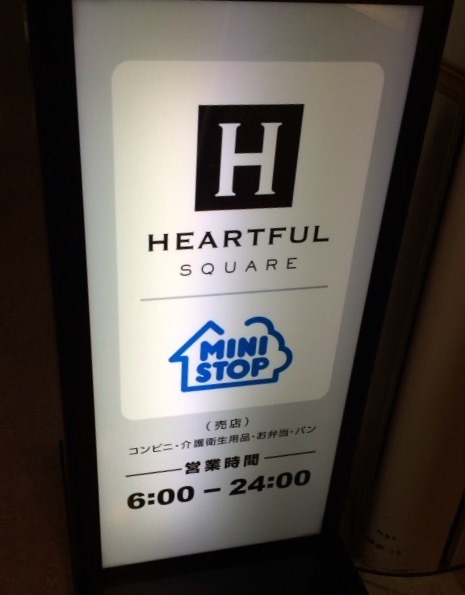 H
HEARTFUL
SQUARE
MINI
STOP
(売店)
コンビニ・介護衛生用品・お弁当・パン
営業時間
6:00 - 24:00